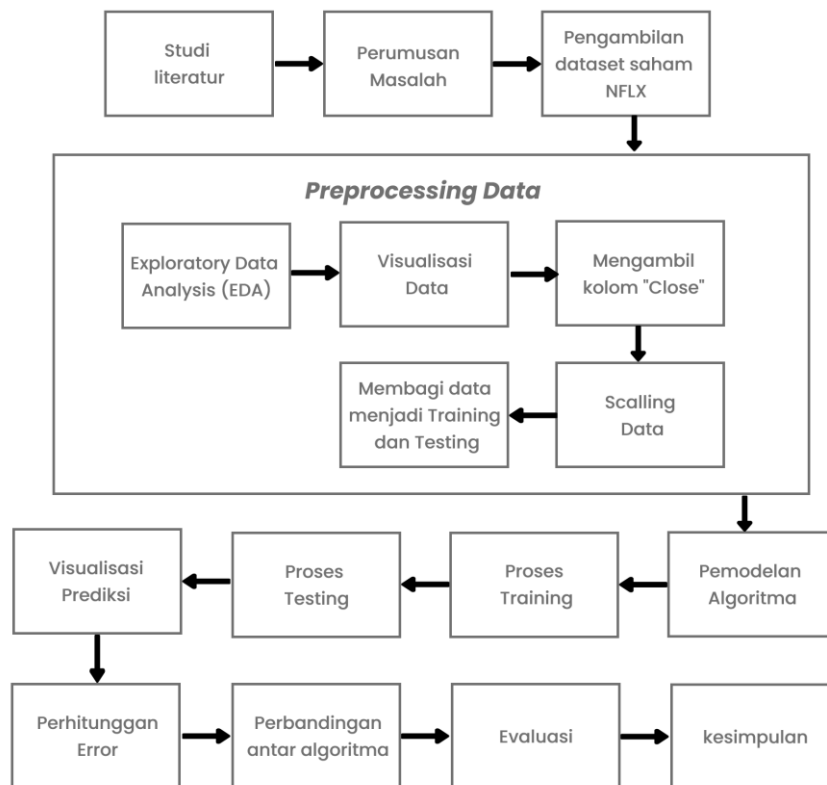 Studi
literatur
Perumusan
Masalah
Pengambilan
dataset saham
NFLX
Preprocessing Data
Exploratory Data
Analysis (EDA)
Visualisasi
Data
Mengambil
kolom "Close"
Scalling
Data
Membagi data
menjadi Training
dan Testing
Pemodelan
Algoritma
Proses
Training
Proses
Testing
Visualisasi
Prediksi
Perhitunggan
Error
Perbandingan
antar algoritma
Evaluasi
kesimpulan